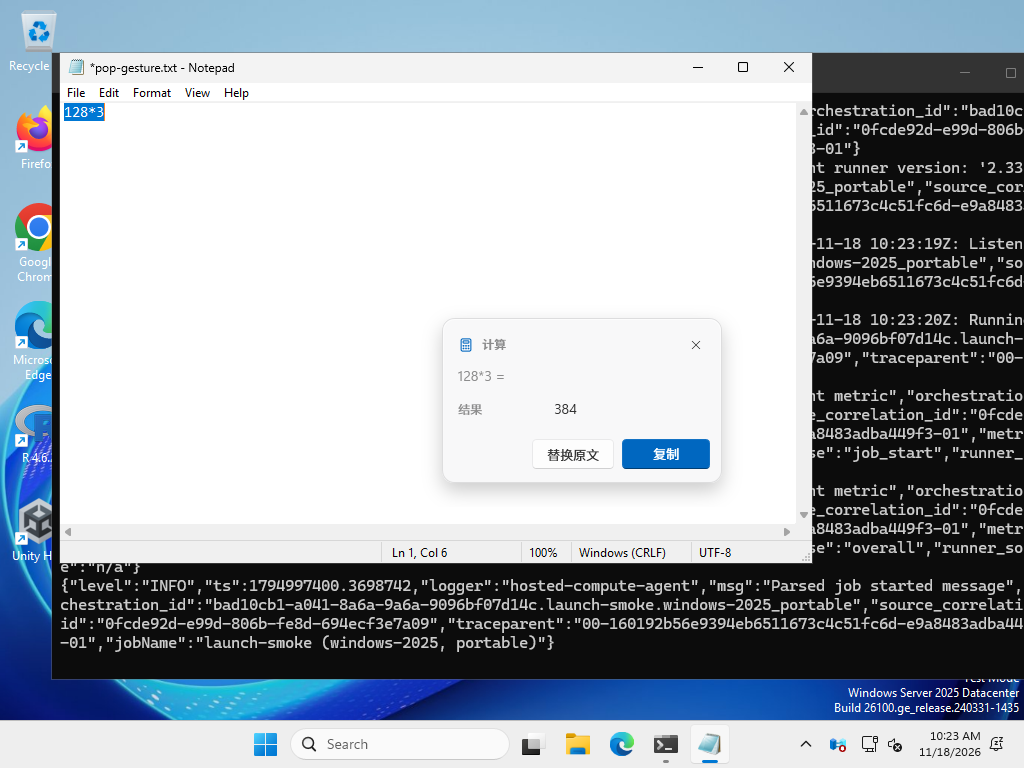 Recycle
Firefo
Googl
Chrom
Micros
Edge
R 4.6.
Unity H
*pop-gesture.txt - Notepad
File Edit Format View Help
128*3
计算
128*3 =
结果 384
替换原文 复制
Ln 1, Col 6 100% Windows (CRLF) UTF-8
rchestration_id":"bad10c
_id":"0fcde92d-e99d-806b
8-01"}
nt runner version: '2.33
25_portable","source_cor
6511673c4c51fc6d-e9a8483
-11-18 10:23:19Z: Listen
ndows-2025_portable","so
6e9394eb6511673c4c51fc6d
-11-18 10:23:20Z: Runnin
a6a-9096bf07d14c.launch-
7a09","traceparent":"00-
nt metric","orchestratio
e_correlation_id":"0fcde
a8483adba449f3-01","metr
se":"job_start","runner_
nt metric","orchestratio
e_correlation_id":"0fcde
a8483adba449f3-01","metr
se":"overall","runner_so
e":"n/a"}
{"level":"INFO","ts":1794997400.3698742,"logger":"hosted-compute-agent","msg":"Parsed job started message",
chestration_id":"bad10cb1-a041-8a6a-9a6a-9096bf07d14c.launch-smoke.windows-2025_portable","source_correlati
id":"0fcde92d-e99d-806b-fe8d-694ecf3e7a09","traceparent":"00-160192b56e9394eb6511673c4c51fc6d-e9a8483adba44
-01","jobName":"launch-smoke (windows-2025, portable)"}
Test Mode
Windows Server 2025 Datacenter
Build 26100.ge_release.240331-1435
Search
10:23 AM
11/18/2026